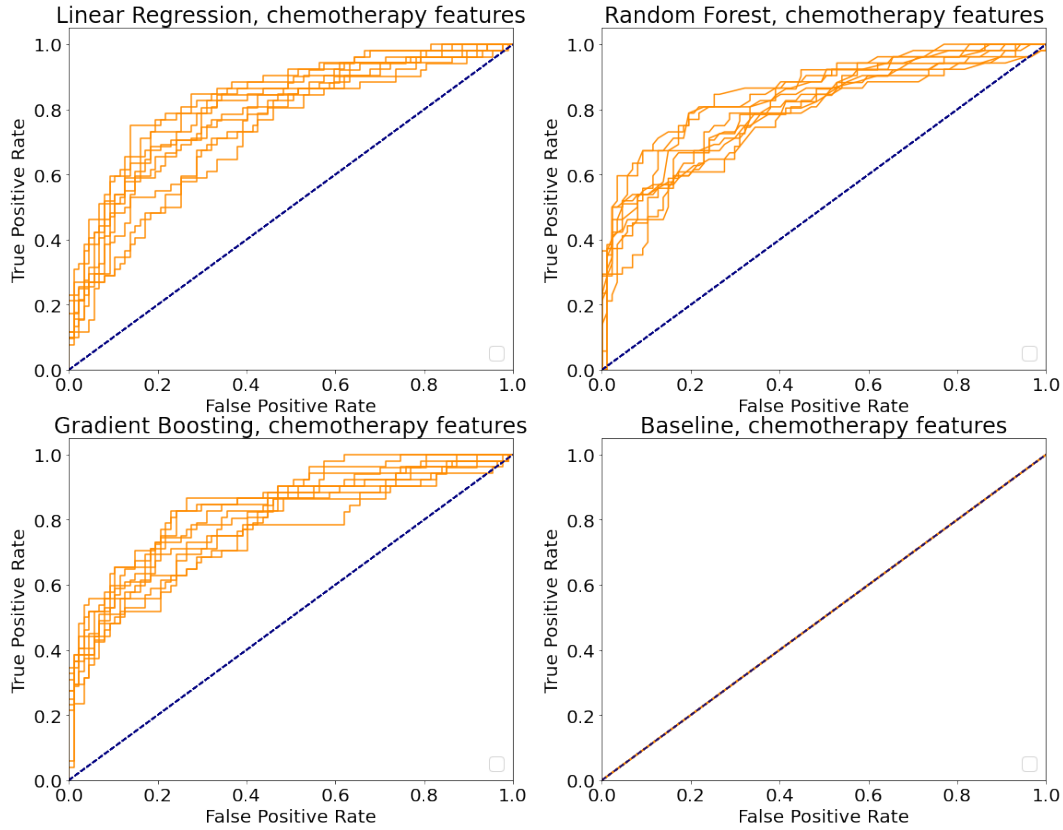 Linear Regression, chemotherapy features
True Positive Rate
1.0
0.8
0.6
0.4
0.2
0.0
0.0 0.2 0.4 0.6 0.8 1.0
False Positive Rate
Random Forest, chemotherapy features
True Positive Rate
1.0
0.8
0.6
0.4
0.2
0.0
0.0 0.2 0.4 0.6 0.8 1.0
False Positive Rate
Gradient Boosting, chemotherapy features
True Positive Rate
1.0
0.8
0.6
0.4
0.2
0.0
0.0 0.2 0.4 0.6 0.8 1.0
False Positive Rate
Baseline, chemotherapy features
True Positive Rate
1.0
0.8
0.6
0.4
0.2
0.0
0.0 0.2 0.4 0.6 0.8 1.0
False Positive Rate